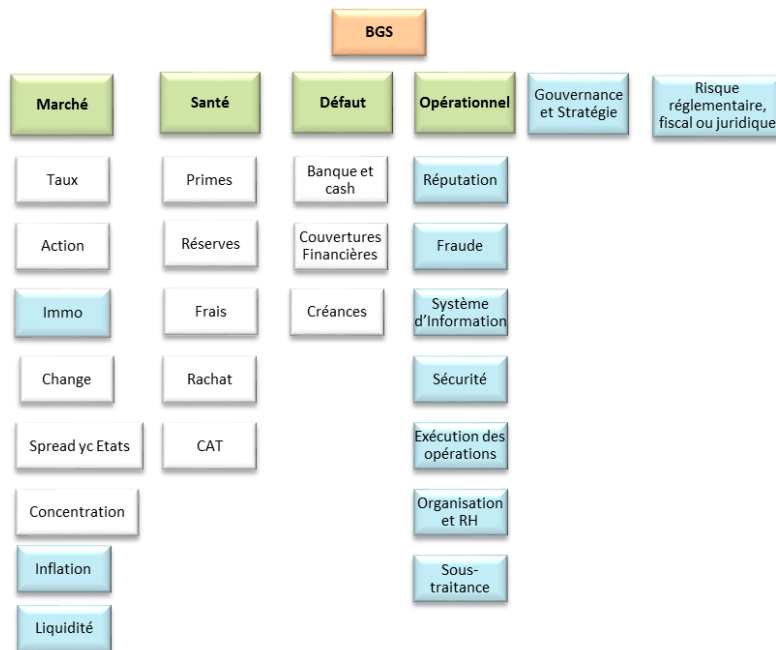 BGS
Marché
Santé
Défaut
Opérationnel
Gouvernance
et Stratégie
Risque
réglementaire,
fiscal ou juridique
Taux
Primes
Banque et
cash
Réputation
Action
Réserves
Couvertures
Financières
Fraude
Immo
Frais
Créances
Système
d’Information
Change
Rachat
Sécurité
Spread yc Etats
CAT
Exécution des
opérations
Concentration
Organisation
et RH
Inflation
Sous-
traitance
Liquidité